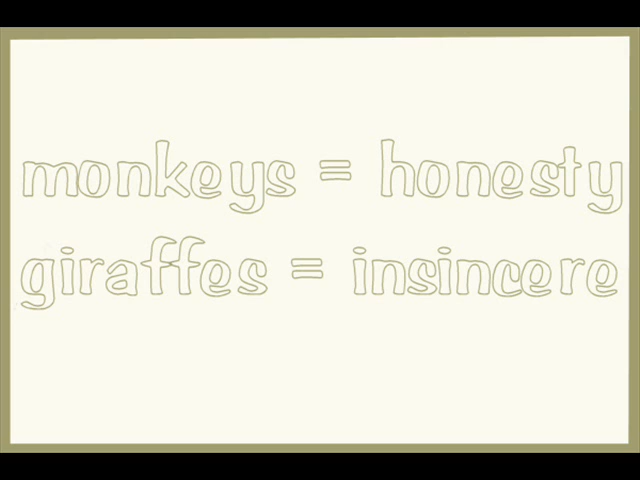 monkeys = honesty
giraffes = insincere